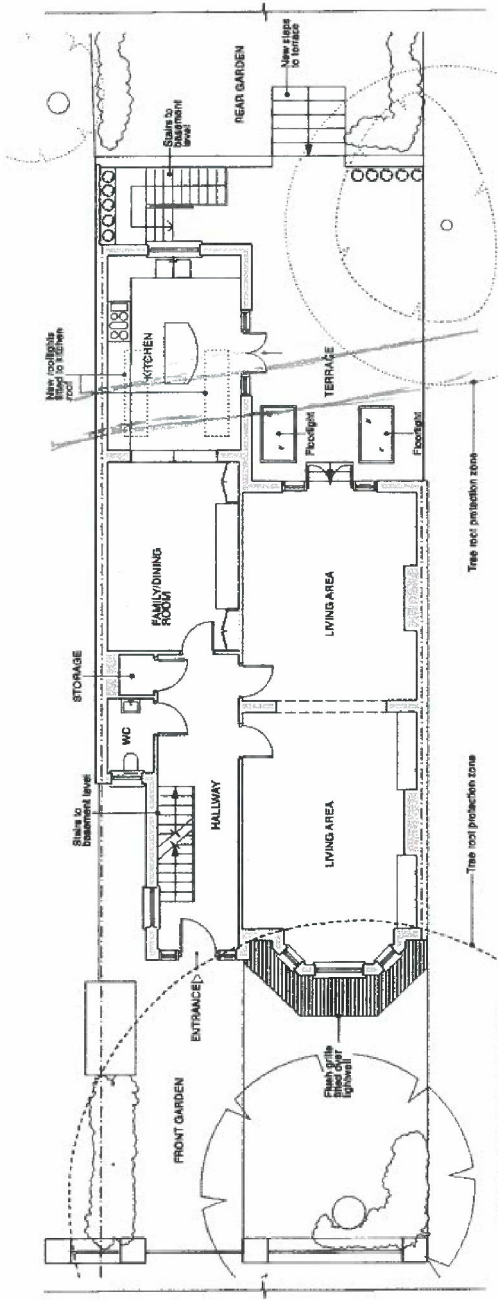 New steps
to terrace
REAR GARDEN
Stairs to
basement
level
New rooflights
fitted to kitchen
roof
KITCHEN
TERRACE
Floorlight
Floorlight
Tree root protection zone
FAMILY/DINING
ROOM
LIVING AREA
STORAGE
WC
Stairs to
basement level
HALLWAY
LIVING AREA
Tree root protection zone
ENTRANCE
FRONT GARDEN
Flush grille
fitted over
lightwell